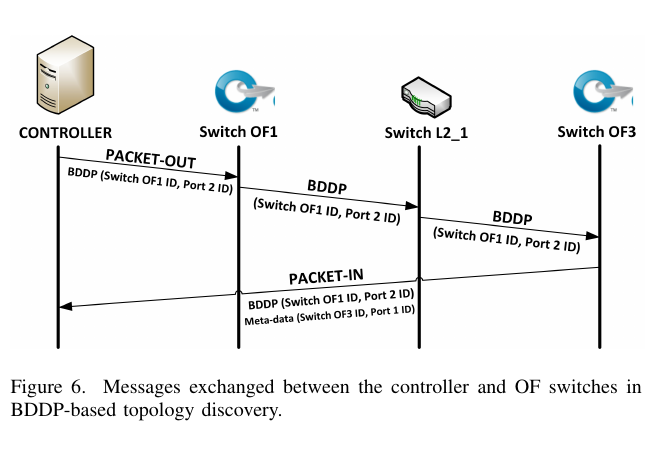 CONTROLLER
Switch OF1
Switch L2_1
Switch OF3
PACKET-OUT
BDDP (Switch OF1 ID, Port 2 ID)
BDDP
(Switch OF1 ID, Port 2 ID)
BDDP
(Switch OF1 ID, Port 2 ID)
PACKET-IN
BDDP (Switch OF1 ID, Port 2 ID)
Meta-data (Switch OF3 ID, Port 1 ID)
Figure 6. Messages exchanged between the controller and OF switches in
BDDP-based topology discovery.